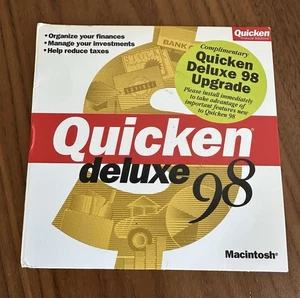 • Organize your finances
• Manage your investments
• Help reduce taxes
Quicken
BANK
Complimentary
Quicken
Deluxe 98
Upgrade
Please install immediately
to take advantage of
important features new
to Quicken 98
Quicken
deluxe 98
Macintosh®